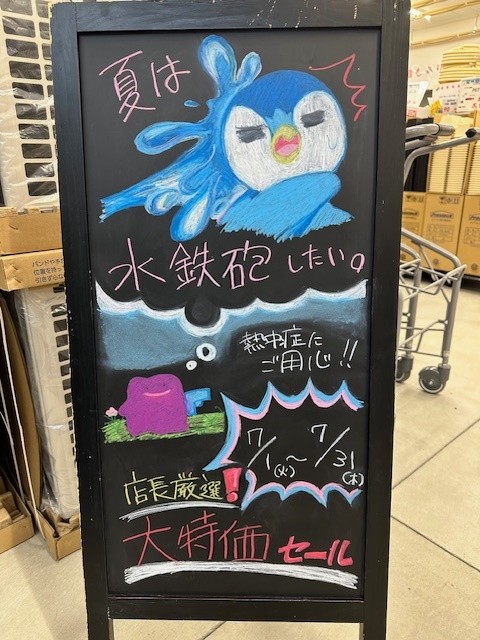 夏は
水鉄砲したい。
熱中症に
ご用心!!
7/1(火)~7/31(木)
店長厳選!
大特価セール